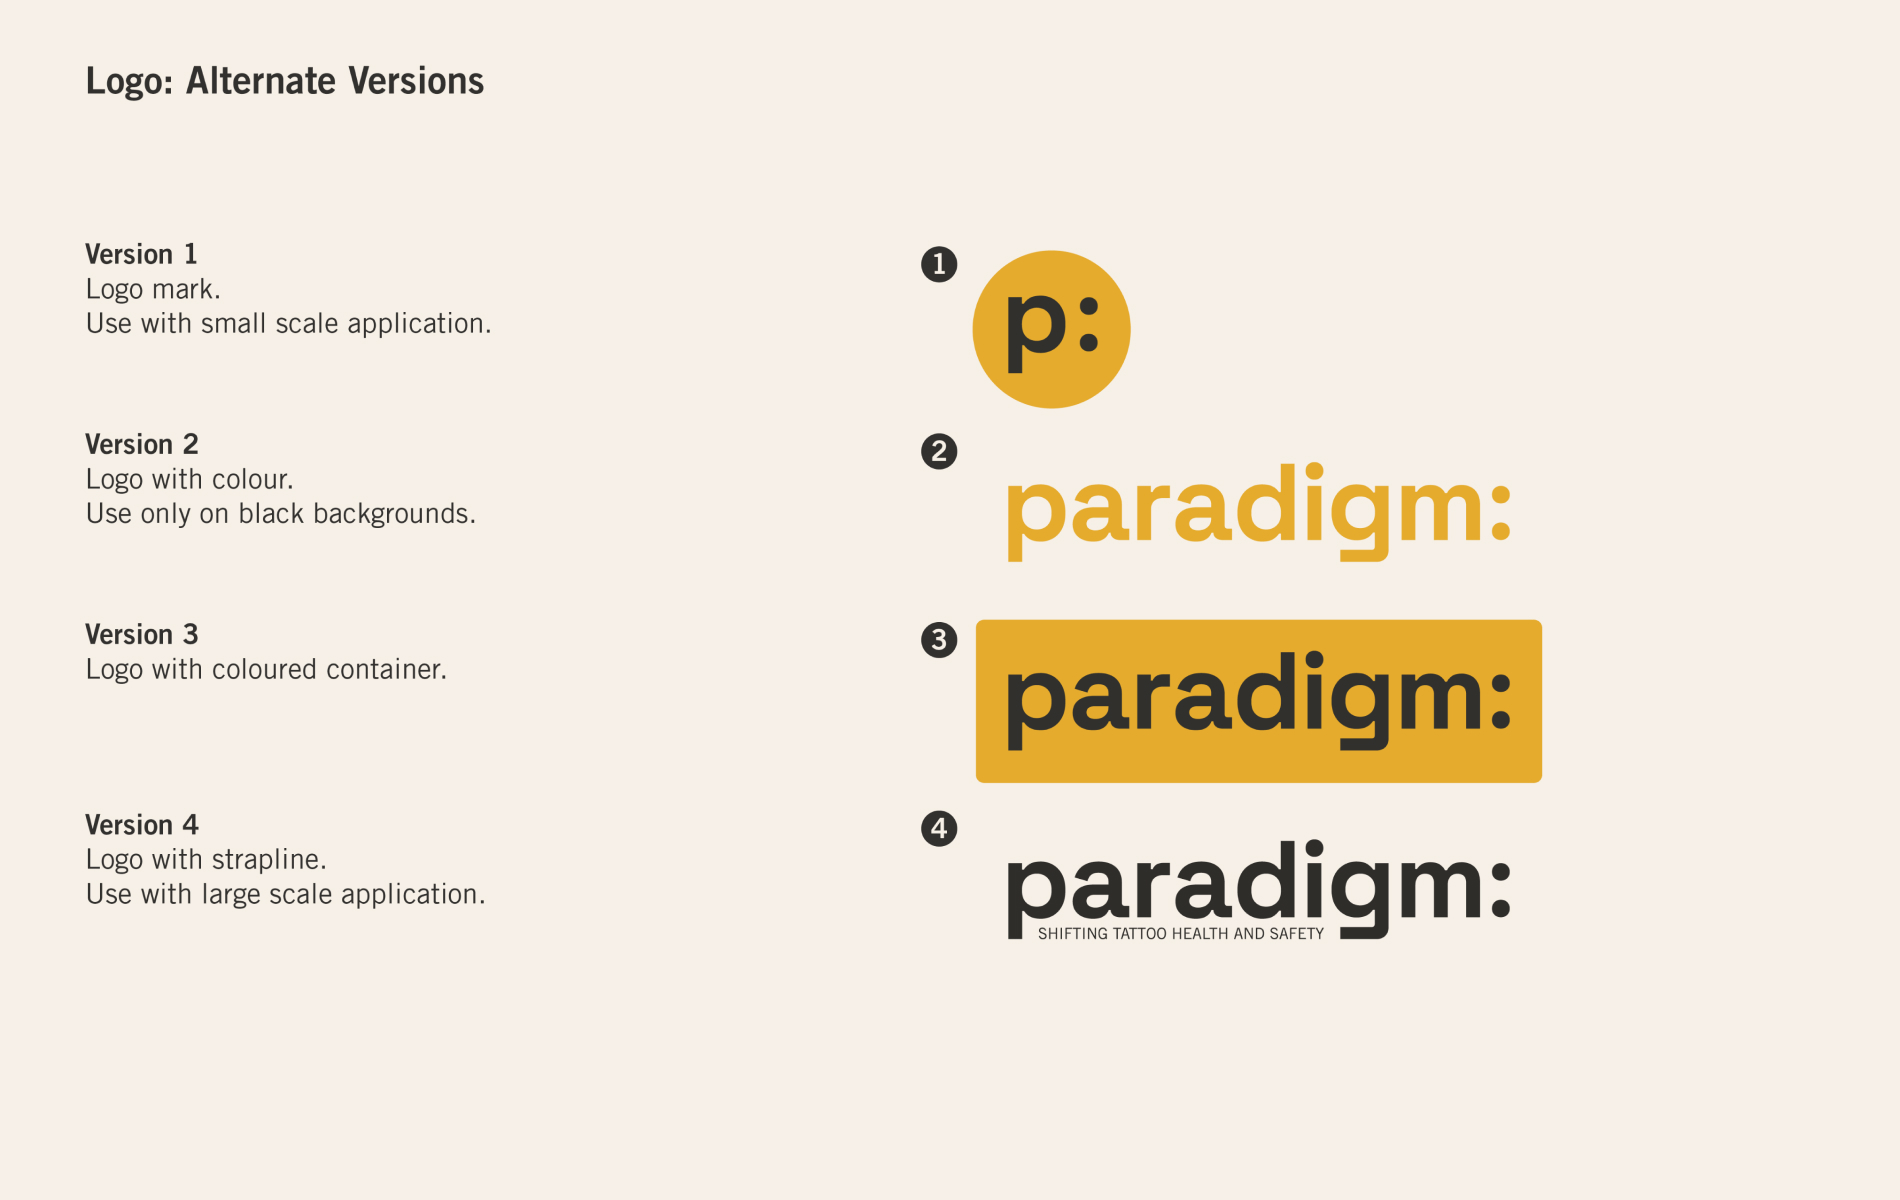 Logo: Alternate Versions
Version 1
Logo mark.
Use with small scale application.
1
p:
Version 2
Logo with colour.
Use only on black backgrounds.
2
paradigm:
Version 3
Logo with coloured container.
3
paradigm:
Version 4
Logo with strapline.
Use with large scale application.
4
paradigm:
SHIFTING TATTOO HEALTH AND SAFETY